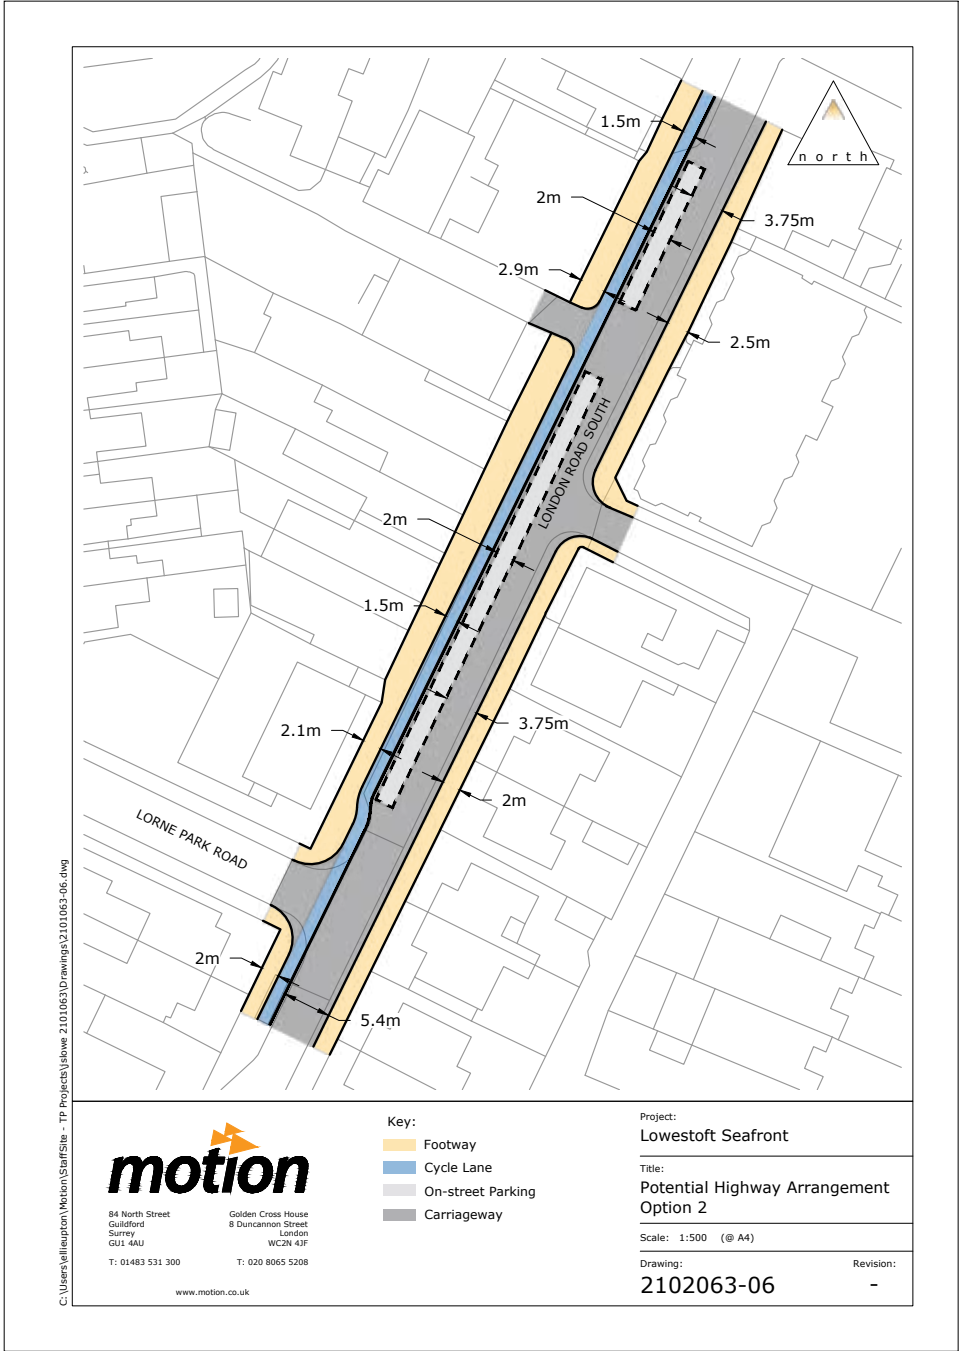 1.5m
north
2m
3.75m
2.9m
2.5m
LONDON ROAD SOUTH
2m
1.5m
2.1m
3.75m
2m
LORNE PARK ROAD
2m
5.4m
C:\Users\ellieupton\Motion\StaffSite - TP Projects\jslowe 2101063\Drawings\2101063-06.dwg
motion
84 North Street
Guildford
Surrey
GU1 4AU
T: 01483 531 300
Golden Cross House
8 Duncannon Street
London
WC2N 4JF
T: 020 8065 5208
www.motion.co.uk
Key:
Footway
Cycle Lane
On-street Parking
Carriageway
Project:
Lowestoft Seafront
Title:
Potential Highway Arrangement
Option 2
Scale: 1:500 (@ A4)
Drawing:
2102063-06
Revision:
-